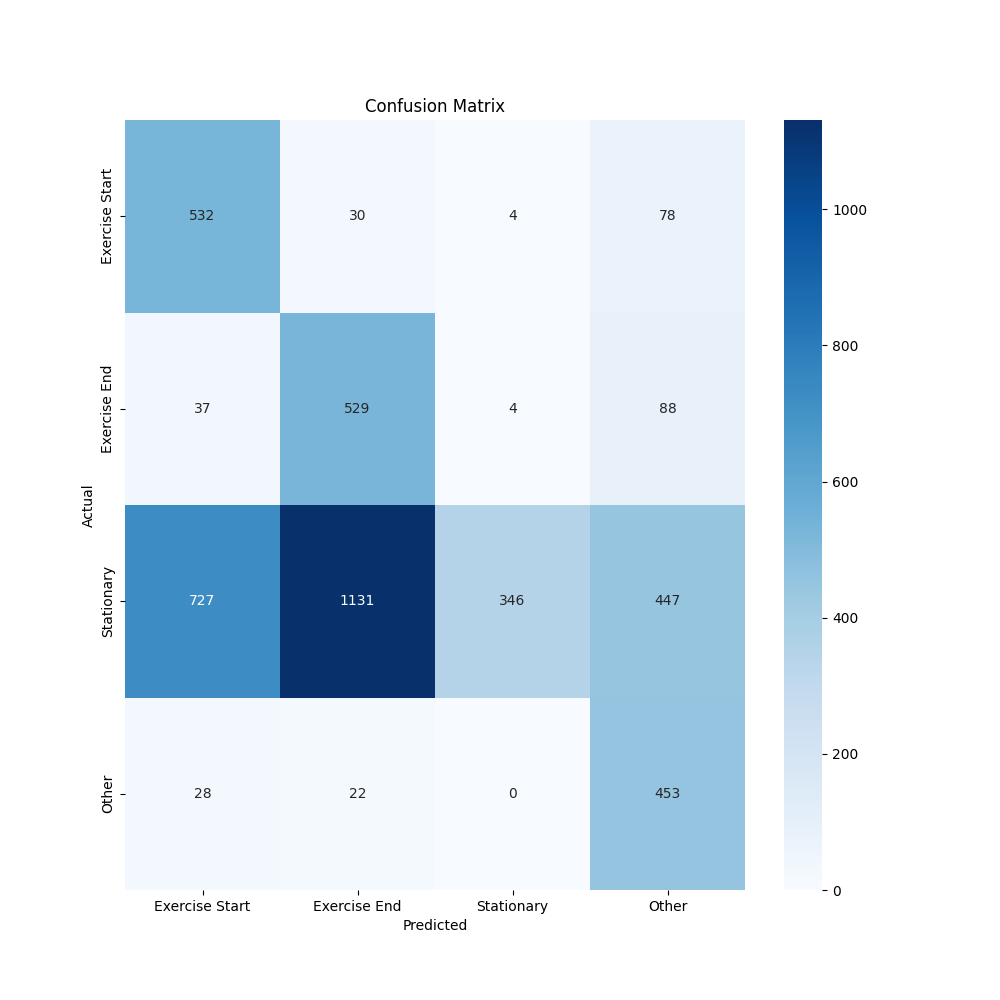 Confusion Matrix
Exercise Start
532 30 4 78
Exercise End
37 529 4 88
Stationary
727 1131 346 447
Other
28 22 0 453
Actual
Exercise Start Exercise End Stationary Other
Predicted
1000
800
600
400
200
0